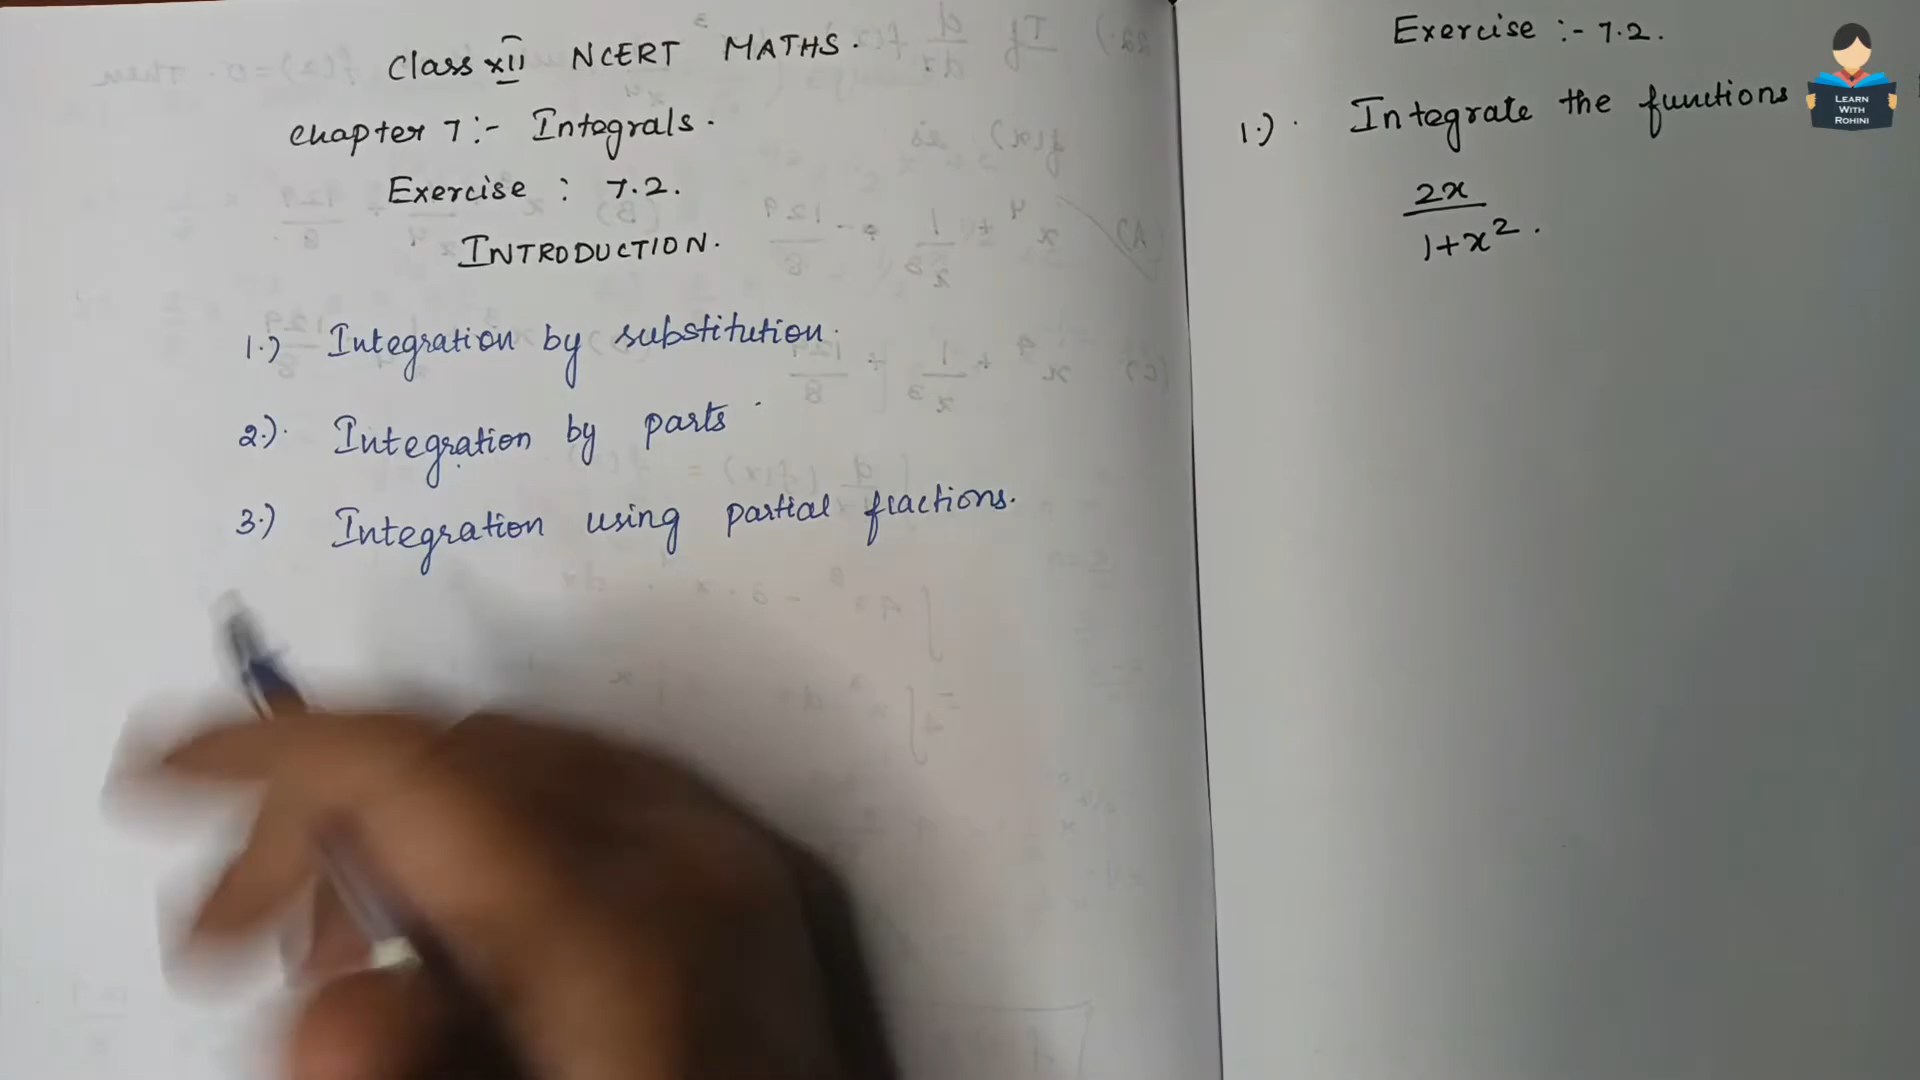 Class XII NCERT MATHS.
Chapter 7:- Integrals.
Exercise : 7.2.
INTRODUCTION.
1.) Integration by substitution.
2.) Integration by parts.
3.) Integration using partial fractions.
Exercise :- 7.2.
1.) Integrate the functions
2x
1+x².
LEARN
WITH
ROHINI